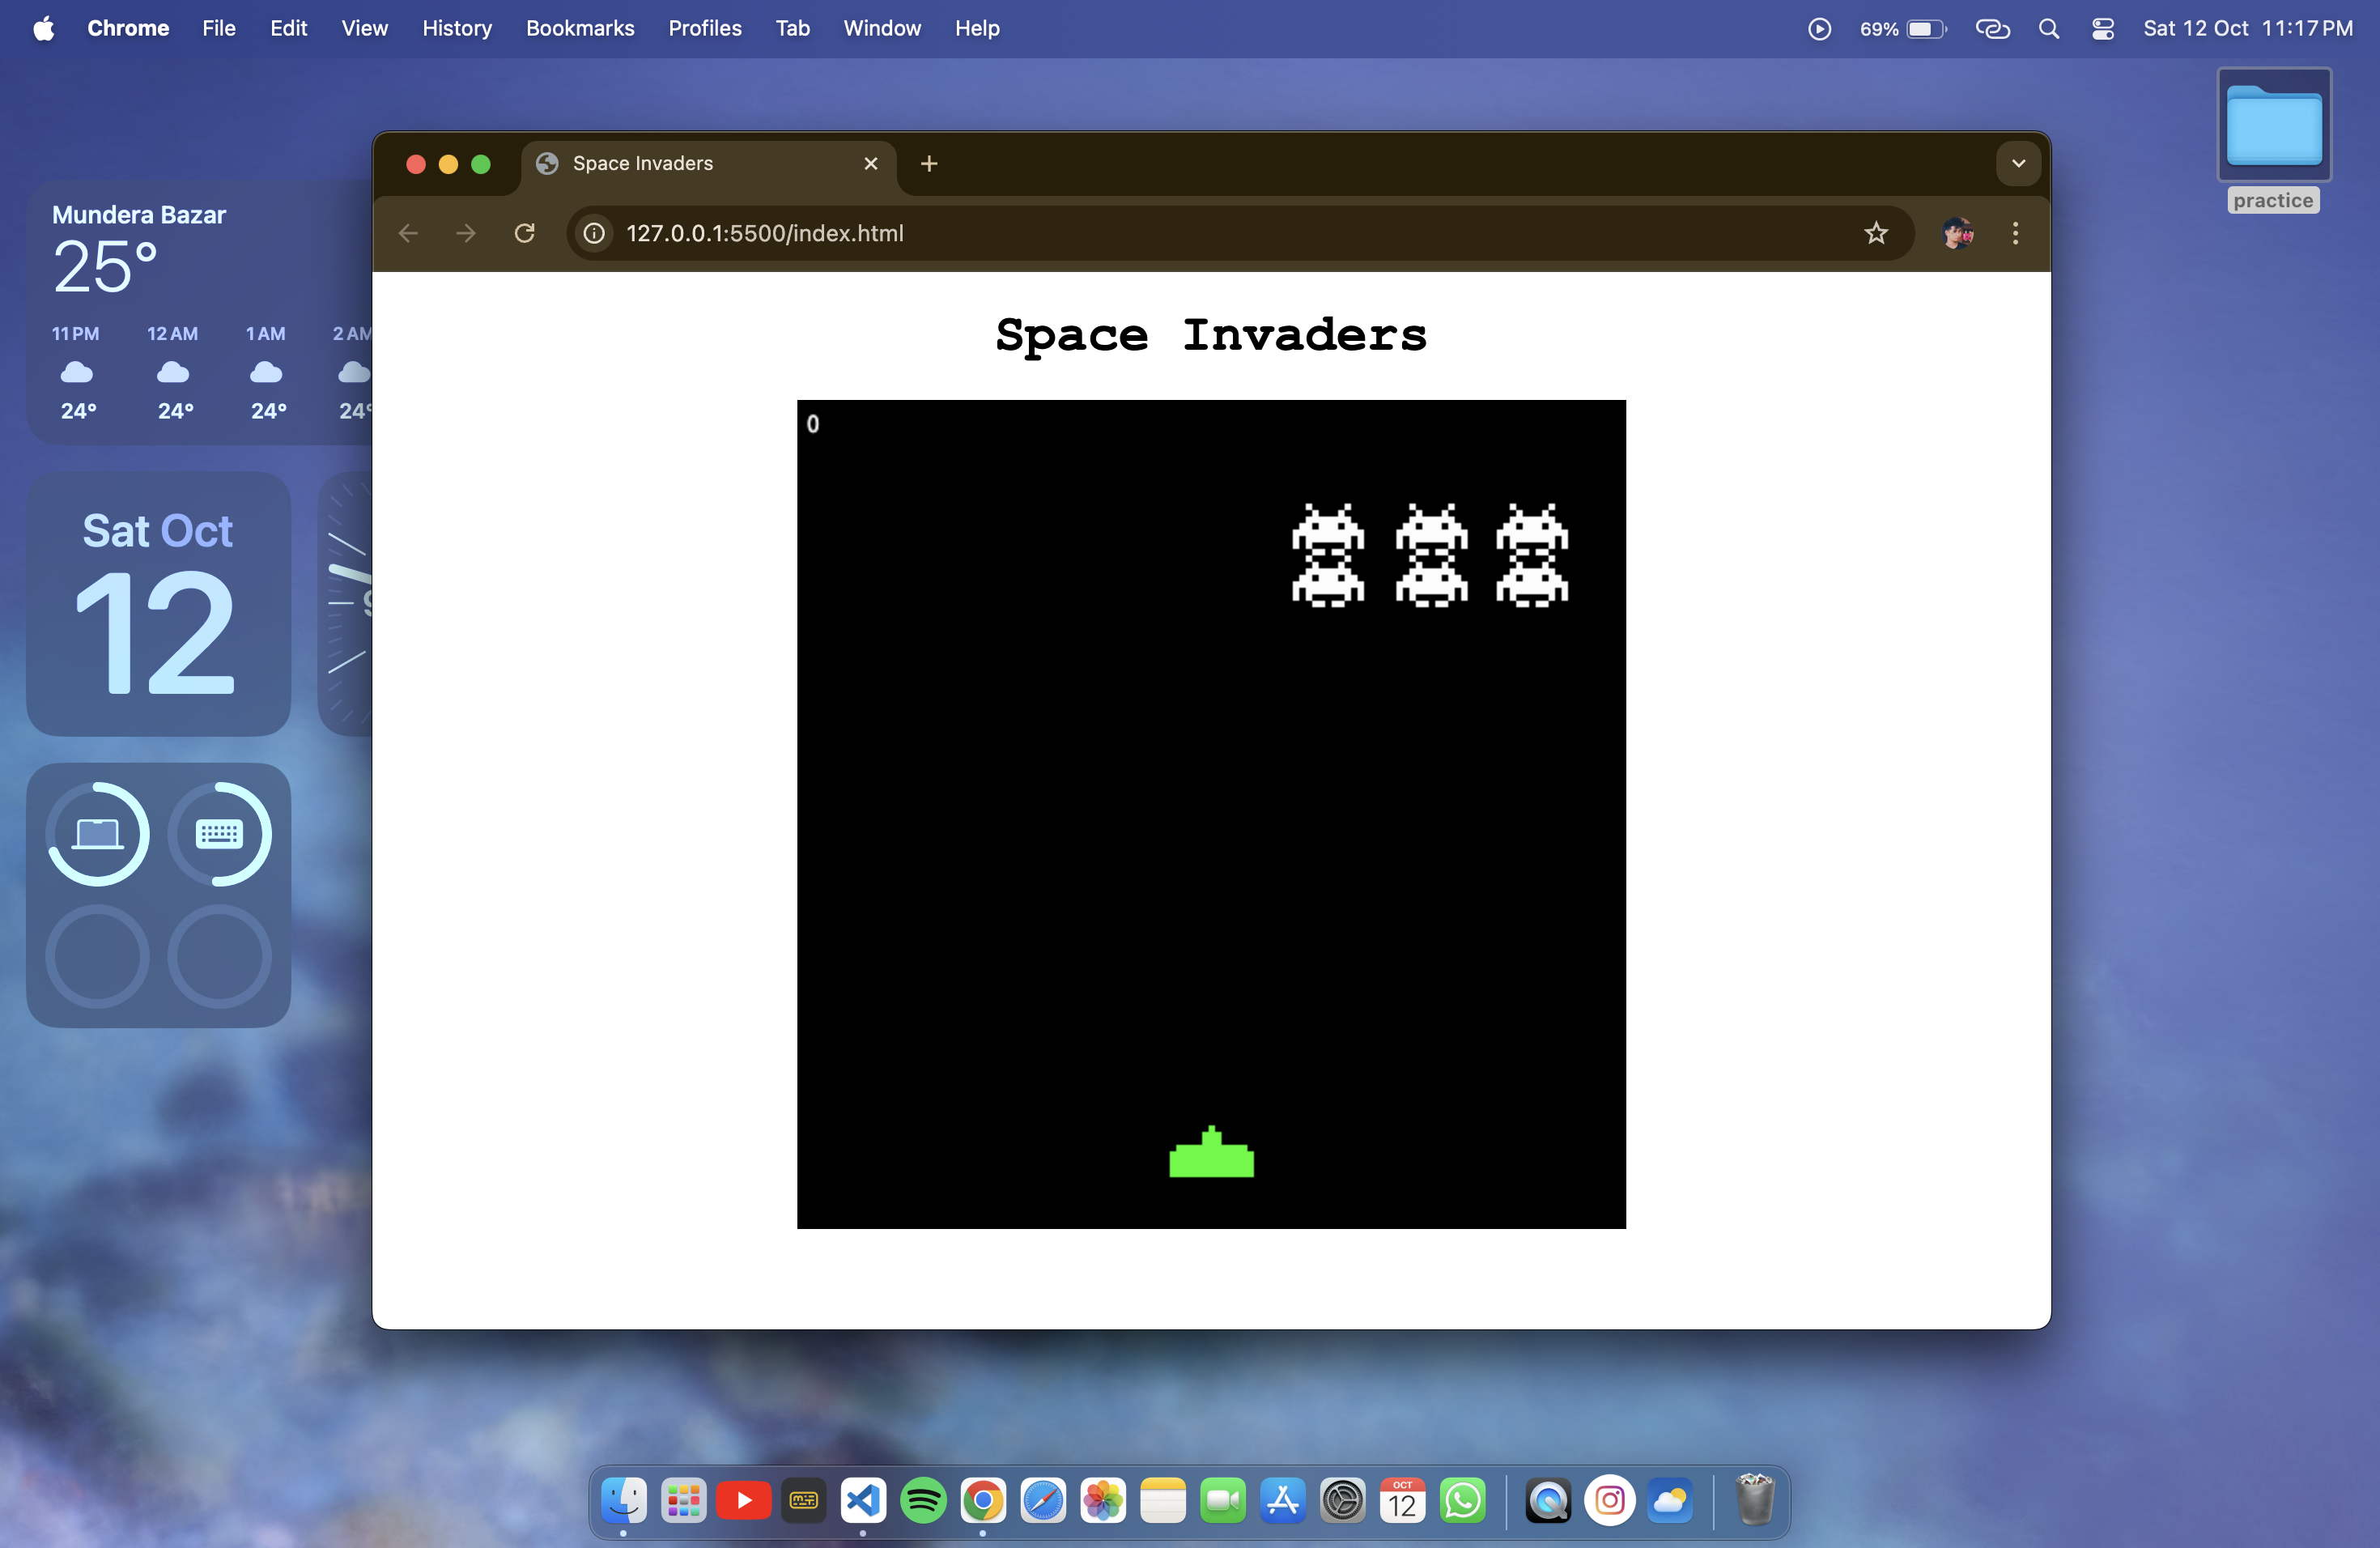 Chrome File Edit View History Bookmarks Profiles Tab Window Help 69% Sat 12 Oct 11:17 PM
practice
Space Invaders
127.0.0.1:5500/index.html
Mundera Bazar
25°
11 PM 12 AM 1 AM 2 AM
24° 24° 24° 24°
Sat Oct
12
9
Space Invaders
0
OCT
12